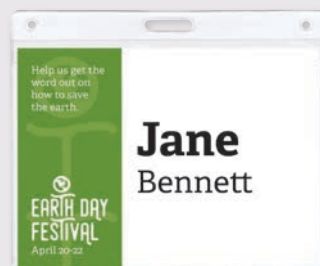 Help us get the
word out on
how to save
the earth.
EARTH DAY
FESTIVAL
April 20-22
Jane
Bennett